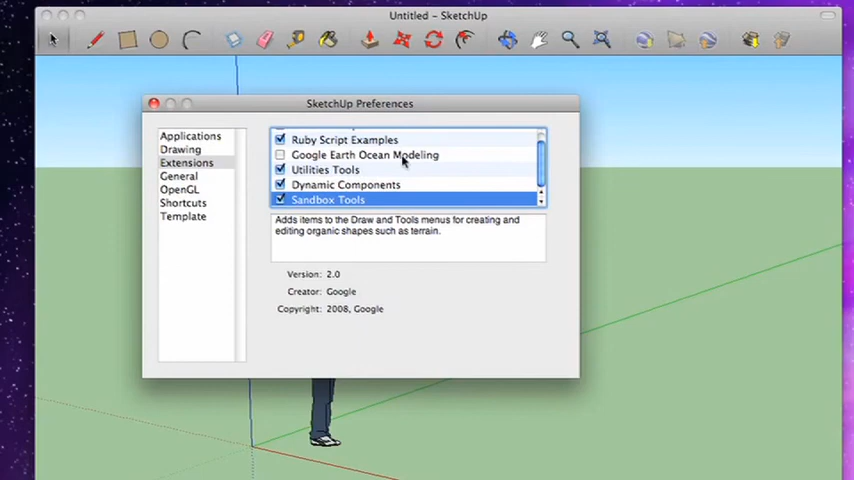 Untitled – SketchUp
SketchUp Preferences
Applications
Drawing
Extensions
General
OpenGL
Shortcuts
Template
Ruby Script Examples
Google Earth Ocean Modeling
Utilities Tools
Dynamic Components
Sandbox Tools
Adds items to the Draw and Tools menus for creating and
editing organic shapes such as terrain.
Version: 2.0
Creator: Google
Copyright: 2008, Google